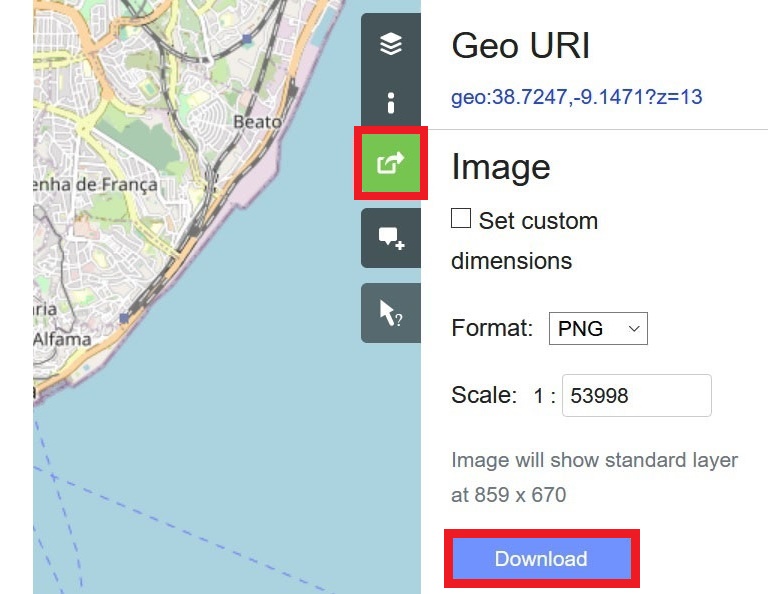 Geo URI
geo:38.7247,-9.1471?z=13
Beato
Image
enha de França
Set custom
dimensions
ria
Alfama
Format: PNG
Scale: 1 : 53998
Image will show standard layer
at 859 x 670
Download